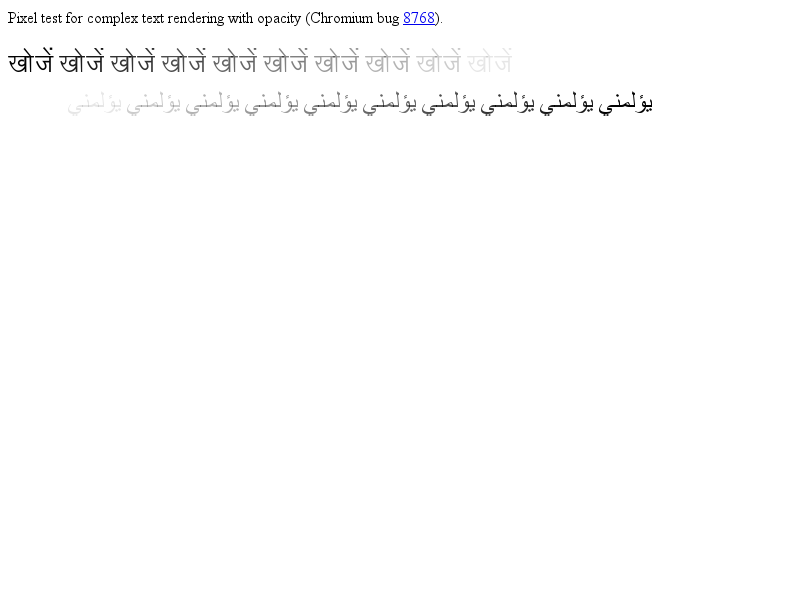 Pixel test for complex text rendering with opacity (Chromium bug 8768).
खोजें खोजें खोजें खोजें खोजें खोजें खोजें खोजें खोजें खोजें
يؤلمني يؤلمني يؤلمني يؤلمني يؤلمني يؤلمني يؤلمني يؤلمني يؤلمني يؤلمني